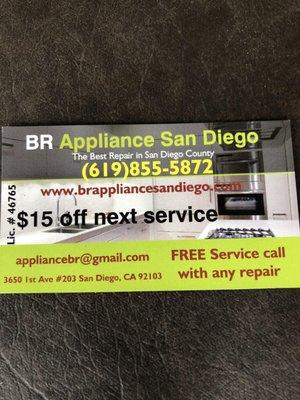 BR Appliance San Diego
The Best Repair in San Diego County
(619)855-5872
www.brappliancesandiego.com
Lic. # 46765
$15 off next service
appliancebr@gmail.com
3650 1st Ave #203 San Diego, CA 92103
FREE Service call
with any repair